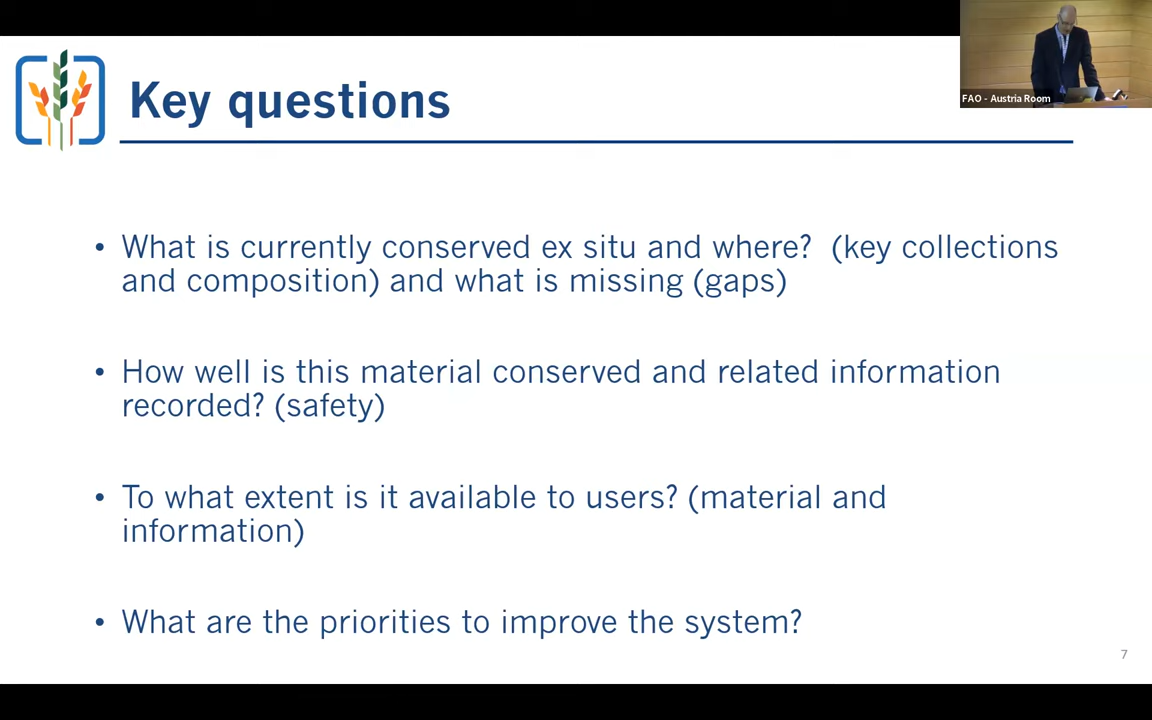 Key questions
FAO - Austria Room
• What is currently conserved ex situ and where? (key collections
and composition) and what is missing (gaps)
• How well is this material conserved and related information
recorded? (safety)
• To what extent is it available to users? (material and
information)
• What are the priorities to improve the system?
7